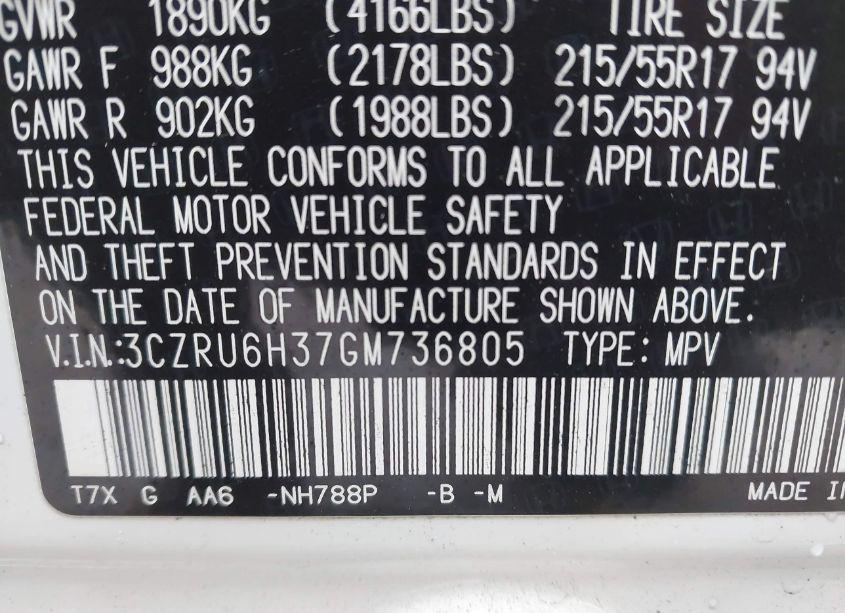 GVWR 1890KG (4166LBS) TIRE SIZE
GAWR F 988KG (2178LBS) 215/55R17 94V
GAWR R 902KG (1988LBS) 215/55R17 94V
THIS VEHICLE CONFORMS TO ALL APPLICABLE
FEDERAL MOTOR VEHICLE SAFETY
AND THEFT PREVENTION STANDARDS IN EFFECT
ON THE DATE OF MANUFACTURE SHOWN ABOVE.
V.I.N.:3CZRU6H37GM736805 TYPE: MPV
T7X G AA6 -NH788P -B -M MADE IN